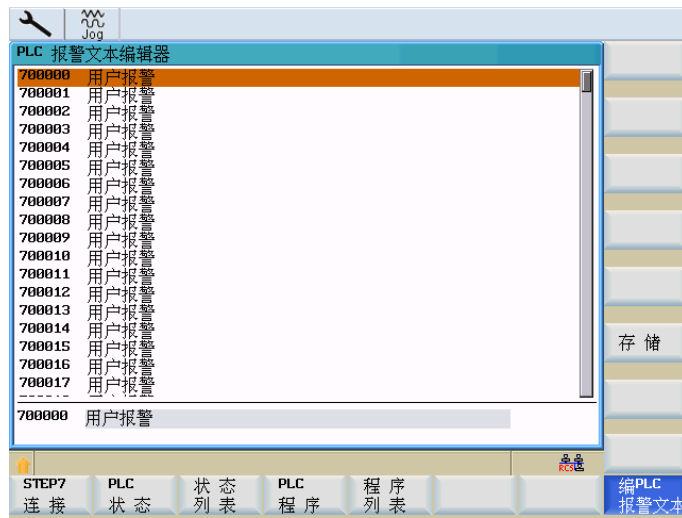 Jog
PLC 报警文本编辑器
700000 用户报警
700001 用户报警
700002 用户报警
700003 用户报警
700004 用户报警
700005 用户报警
700006 用户报警
700007 用户报警
700008 用户报警
700009 用户报警
700010 用户报警
700011 用户报警
700012 用户报警
700013 用户报警
700014 用户报警
700015 用户报警
700016 用户报警
700017 用户报警
存储
700000 用户报警
RCS
STEP7 连接
PLC 状态
状态 列表
PLC 程序
程序 列表
编PLC
报警文本